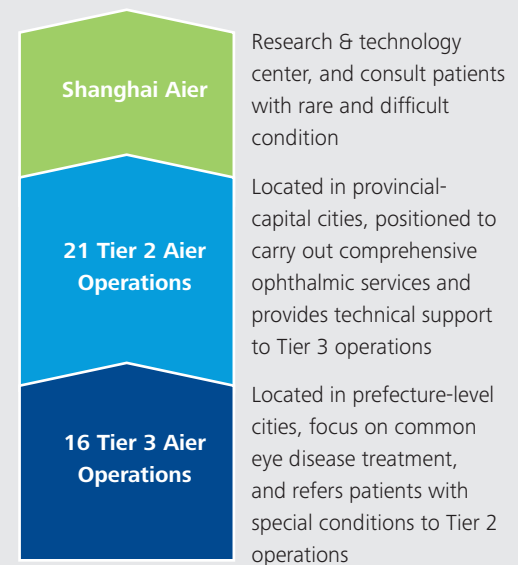 Shanghai Aier
Research & technology
center, and consult patients
with rare and difficult
condition
21 Tier 2 Aier
Operations
Located in provincial-
capital cities, positioned to
carry out comprehensive
ophthalmic services and
provides technical support
to Tier 3 operations
16 Tier 3 Aier
Operations
Located in prefecture-level
cities, focus on common
eye disease treatment,
and refers patients with
special conditions to Tier 2
operations